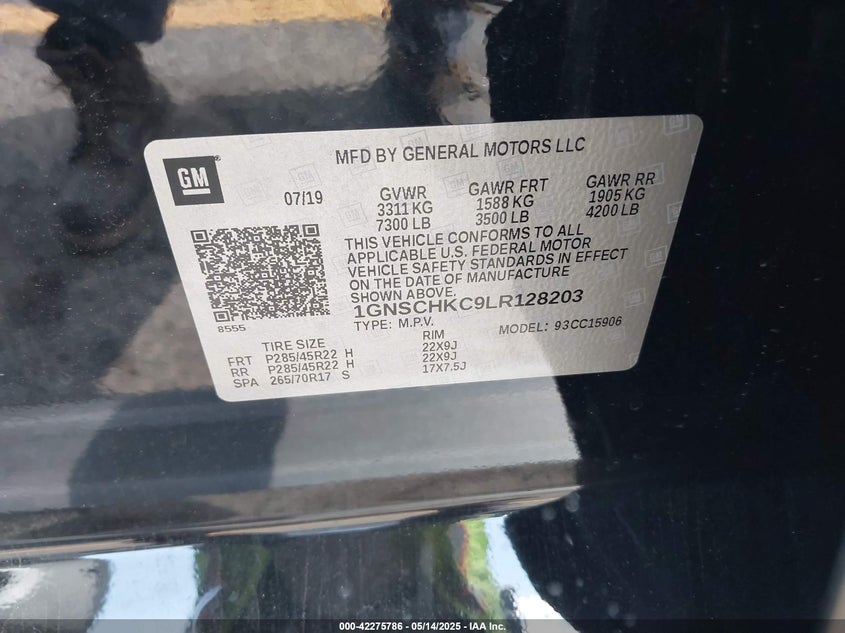 GM
MFD BY GENERAL MOTORS LLC
07/19
GVWR
3311 KG
7300 LB
GAWR FRT
1588 KG
3500 LB
GAWR RR
1905 KG
4200 LB
THIS VEHICLE CONFORMS TO ALL
APPLICABLE U.S. FEDERAL MOTOR
VEHICLE SAFETY STANDARDS IN EFFECT
ON THE DATE OF MANUFACTURE
SHOWN ABOVE.
1GNSCHKC9LR128203
8555
TYPE: M.P.V.
MODEL: 93CC15906
TIRE SIZE RIM
FRT P285/45R22 H 22X9J
RR P285/45R22 H 22X9J
SPA 265/70R17 S 17X7.5J
000-42275786 — 05/14/2025 — IAA Inc.